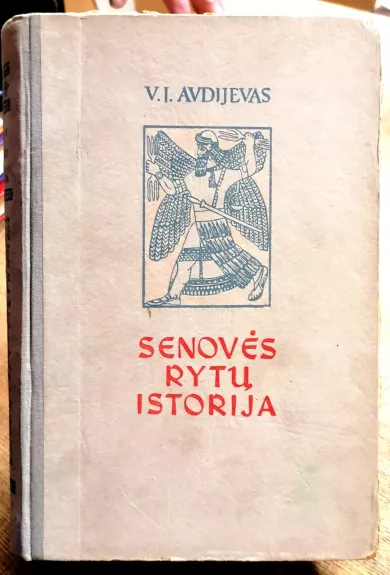 V. I. AVDIJEVAS
SENOVĖS
RYTŲ
ISTORIJA